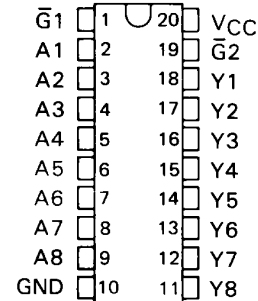 G̅1 1 20 VCC
A1 2 19 G̅2
A2 3 18 Y1
A3 4 17 Y2
A4 5 16 Y3
A5 6 15 Y4
A6 7 14 Y5
A7 8 13 Y6
A8 9 12 Y7
GND 10 11 Y8